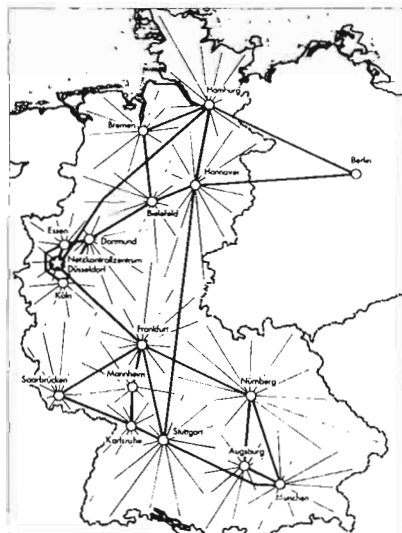 Hamburg
Bremen
Berlin
Hannover
Bielefeld
Essen
Dortmund
Netzkontrollzentrum
Düsseldorf
Köln
Frankfurt
Mannheim
Saarbrücken
Nürnberg
Karlsruhe
Stuttgart
Augsburg
München